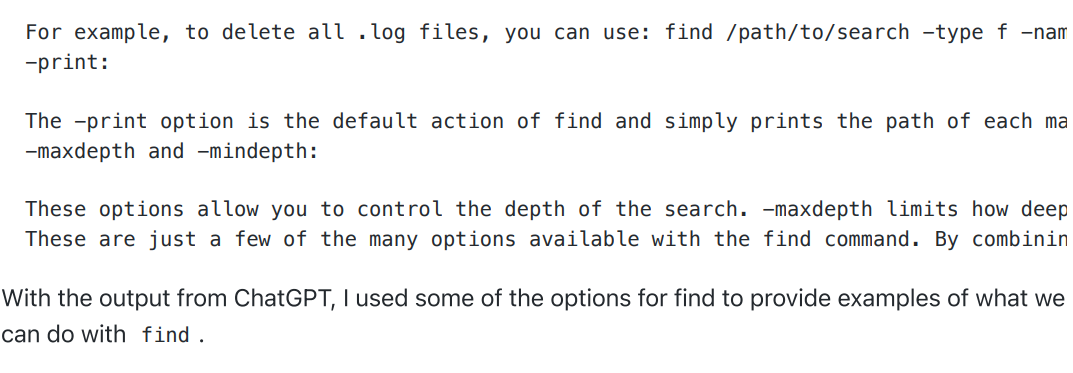 For example, to delete all .log files, you can use: find /path/to/search -type f -nam
-print:
The -print option is the default action of find and simply prints the path of each ma
-maxdepth and -mindepth:
These options allow you to control the depth of the search. -maxdepth limits how deep
These are just a few of the many options available with the find command. By combinin
With the output from ChatGPT, I used some of the options for find to provide examples of what we
can do with find .